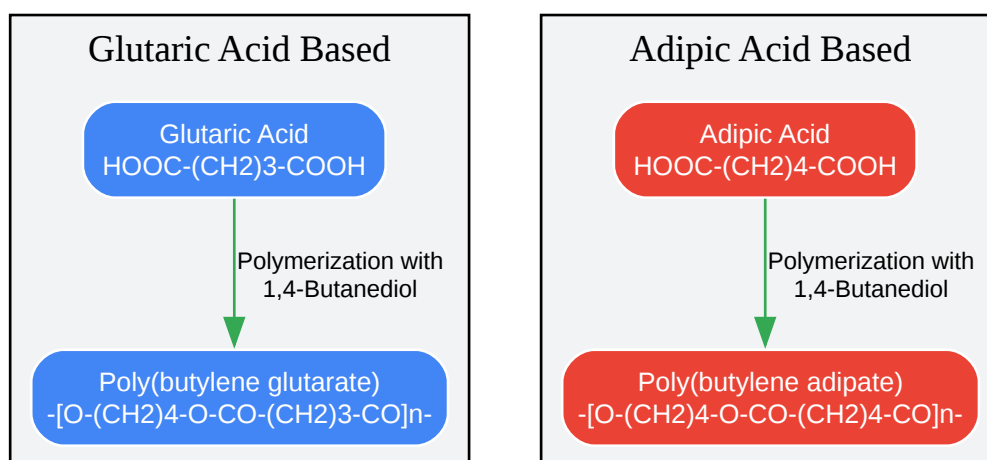 Glutaric Acid Based
Glutaric Acid
HOOC-(CH2)3-COOH
Polymerization with
1,4-Butanediol
Poly(butylene glutarate)
-[O-(CH2)4-O-CO-(CH2)3-CO]n-
Adipic Acid Based
Adipic Acid
HOOC-(CH2)4-COOH
Polymerization with
1,4-Butanediol
Poly(butylene adipate)
-[O-(CH2)4-O-CO-(CH2)4-CO]n-